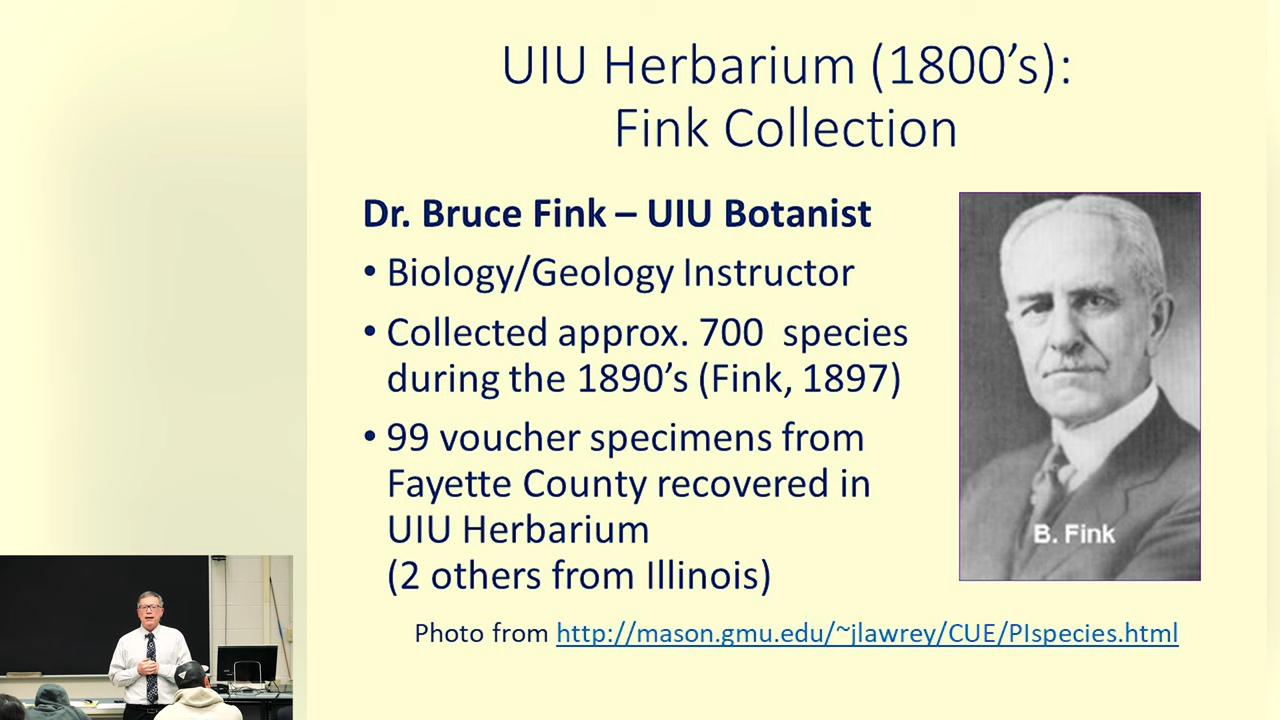 UIU Herbarium (1800’s):
Fink Collection
Dr. Bruce Fink – UIU Botanist
• Biology/Geology Instructor
• Collected approx. 700 species
during the 1890’s (Fink, 1897)
• 99 voucher specimens from
Fayette County recovered in
UIU Herbarium
(2 others from Illinois)
B. Fink
Photo from http://mason.gmu.edu/~jlawrey/CUE/PIspecies.html